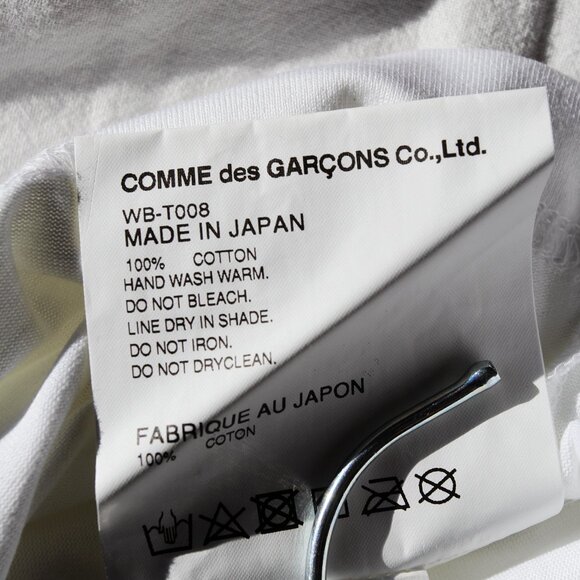 COMME des GARÇONS Co.,Ltd.
WB-T008
MADE IN JAPAN
100% COTTON
HAND WASH WARM.
DO NOT BLEACH.
LINE DRY IN SHADE.
DO NOT IRON.
DO NOT DRYCLEAN.
FABRIQUE AU JAPON
100% COTON